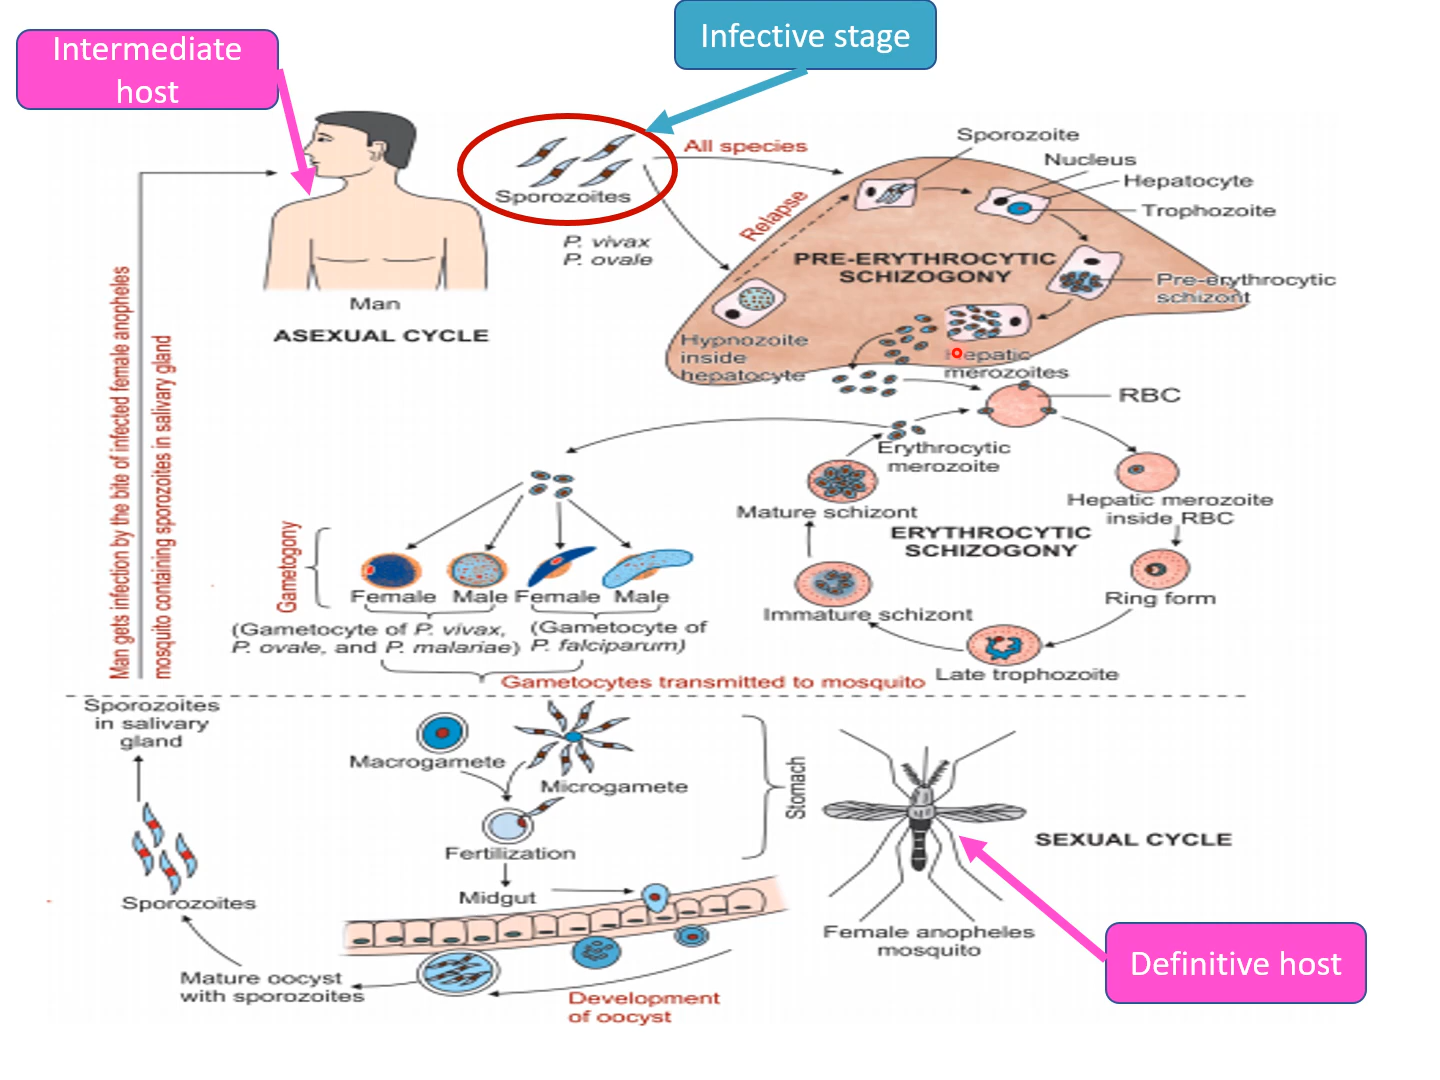 Intermediate
host
Infective stage
Sporozoites
All species
P. vivax
P. ovale
Relapse
Sporozoite
Nucleus
Hepatocyte
Trophozoite
PRE-ERYTHROCYTIC
SCHIZOGONY
Pre-erythrocytic
schizont
Hypnozoite
inside
hepatocyte
Hepatic
merozoites
Man
ASEXUAL CYCLE
Man gets infection by the bite of infected female anopheles
mosquito containing sporozoites in salivary gland
RBC
Erythrocytic
merozoite
Hepatic merozoite
inside RBC
Mature schizont
ERYTHROCYTIC
SCHIZOGONY
Ring form
Immature schizont
Late trophozoite
Gametogony
Female
Male
Female
Male
(Gametocyte of P. vivax,
P. ovale, and P. malariae)
(Gametocyte of
P. falciparum)
Gametocytes transmitted to mosquito
Sporozoites
in salivary
gland
Macrogamete
Microgamete
Stomach
Fertilization
Midgut
Sporozoites
Mature oocyst
with sporozoites
Development
of oocyst
Female anopheles
mosquito
SEXUAL CYCLE
Definitive host